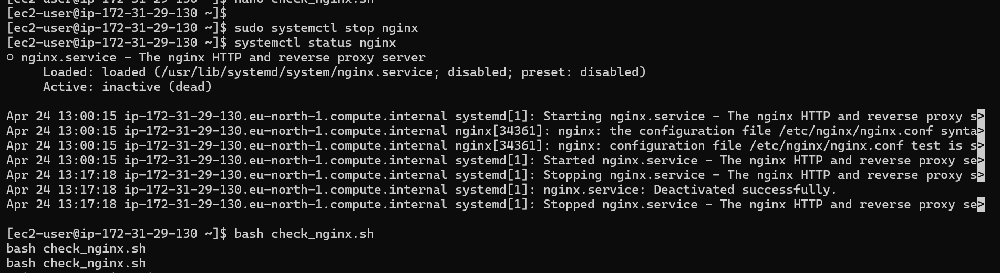 [ec2-user@ip-172-31-29-130 ~]$ nano check_nginx.sh
[ec2-user@ip-172-31-29-130 ~]$
[ec2-user@ip-172-31-29-130 ~]$ sudo systemctl stop nginx
[ec2-user@ip-172-31-29-130 ~]$ systemctl status nginx
○ nginx.service - The nginx HTTP and reverse proxy server
     Loaded: loaded (/usr/lib/systemd/system/nginx.service; disabled; preset: disabled)
     Active: inactive (dead)
Apr 24 13:00:15 ip-172-31-29-130.eu-north-1.compute.internal systemd[1]: Starting nginx.service - The nginx HTTP and reverse proxy s>
Apr 24 13:00:15 ip-172-31-29-130.eu-north-1.compute.internal nginx[34361]: nginx: the configuration file /etc/nginx/nginx.conf synta>
Apr 24 13:00:15 ip-172-31-29-130.eu-north-1.compute.internal nginx[34361]: nginx: configuration file /etc/nginx/nginx.conf test is s>
Apr 24 13:00:15 ip-172-31-29-130.eu-north-1.compute.internal systemd[1]: Started nginx.service - The nginx HTTP and reverse proxy se>
Apr 24 13:17:18 ip-172-31-29-130.eu-north-1.compute.internal systemd[1]: Stopping nginx.service - The nginx HTTP and reverse proxy s>
Apr 24 13:17:18 ip-172-31-29-130.eu-north-1.compute.internal systemd[1]: nginx.service: Deactivated successfully.
Apr 24 13:17:18 ip-172-31-29-130.eu-north-1.compute.internal systemd[1]: Stopped nginx.service - The nginx HTTP and reverse proxy se>
[ec2-user@ip-172-31-29-130 ~]$ bash check_nginx.sh
bash check_nginx.sh
bash check_nginx.sh